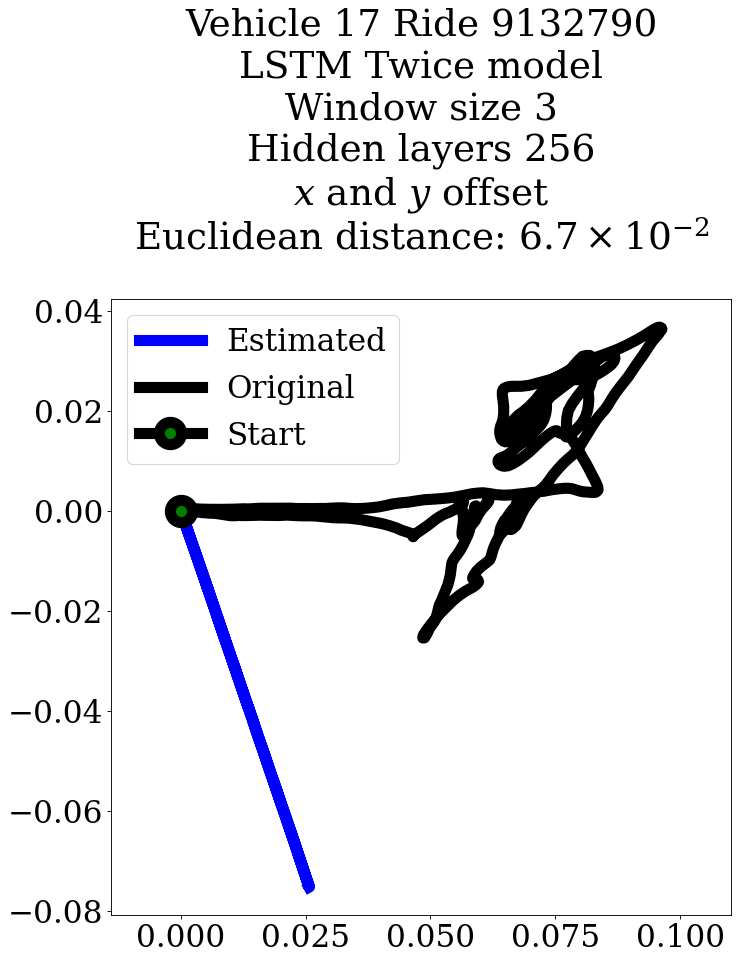 Vehicle 17 Ride 9132790
LSTM Twice model
Window size 3
Hidden layers 256
x and y offset
Euclidean distance: 6.7 × 10⁻²
Estimated
Original
Start
0.04
0.02
0.00
−0.02
−0.04
−0.06
−0.08
0.000 0.025 0.050 0.075 0.100